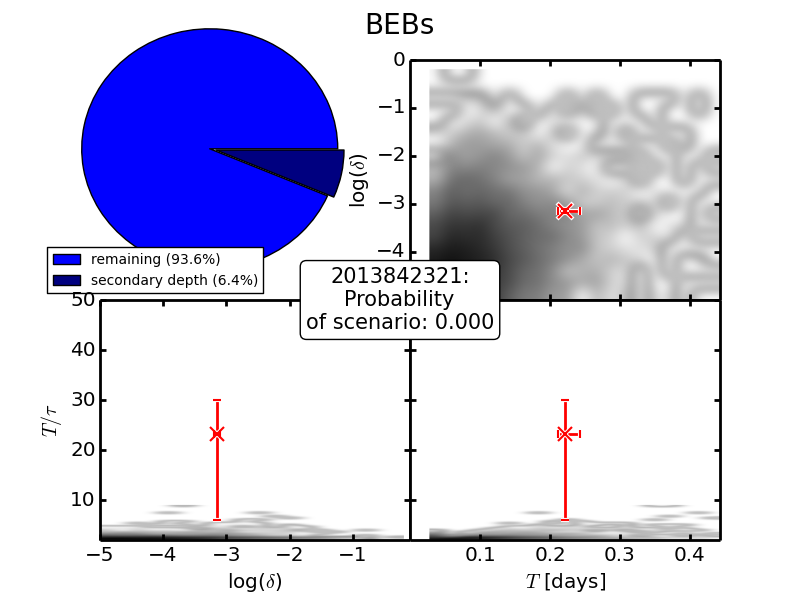 BEBs
remaining (93.6%)
secondary depth (6.4%)
log(δ)
0
−1
−2
−3
−4
2013842321:
Probability
of scenario: 0.000
T/τ
50
40
30
20
10
−5 −4 −3 −2 −1
log(δ)
0.1 0.2 0.3 0.4
T [days]